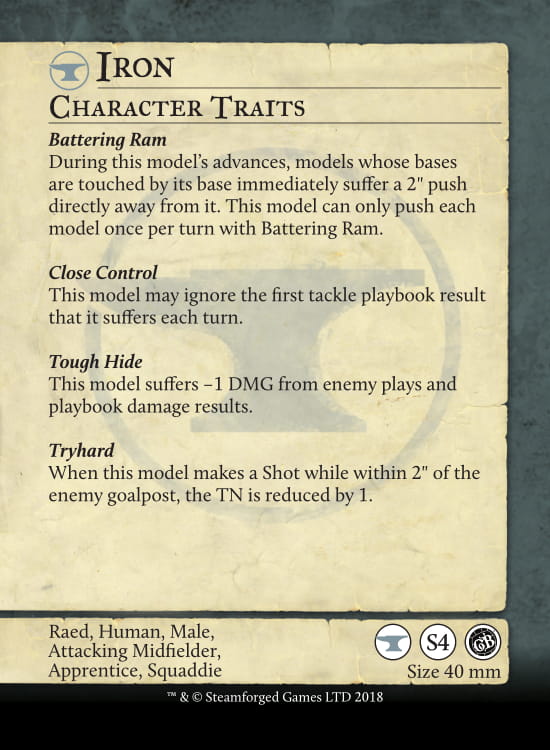 Iron
Character Traits
Battering Ram
During this model's advances, models whose bases
are touched by its base immediately suffer a 2" push
directly away from it. This model can only push each
model once per turn with Battering Ram.
Close Control
This model may ignore the first tackle playbook result
that it suffers each turn.
Tough Hide
This model suffers –1 DMG from enemy plays and
playbook damage results.
Tryhard
When this model makes a Shot while within 2" of the
enemy goalpost, the TN is reduced by 1.
Raed, Human, Male,
Attacking Midfielder,
Apprentice, Squaddie
S4
Size 40 mm
™ & © Steamforged Games LTD 2018